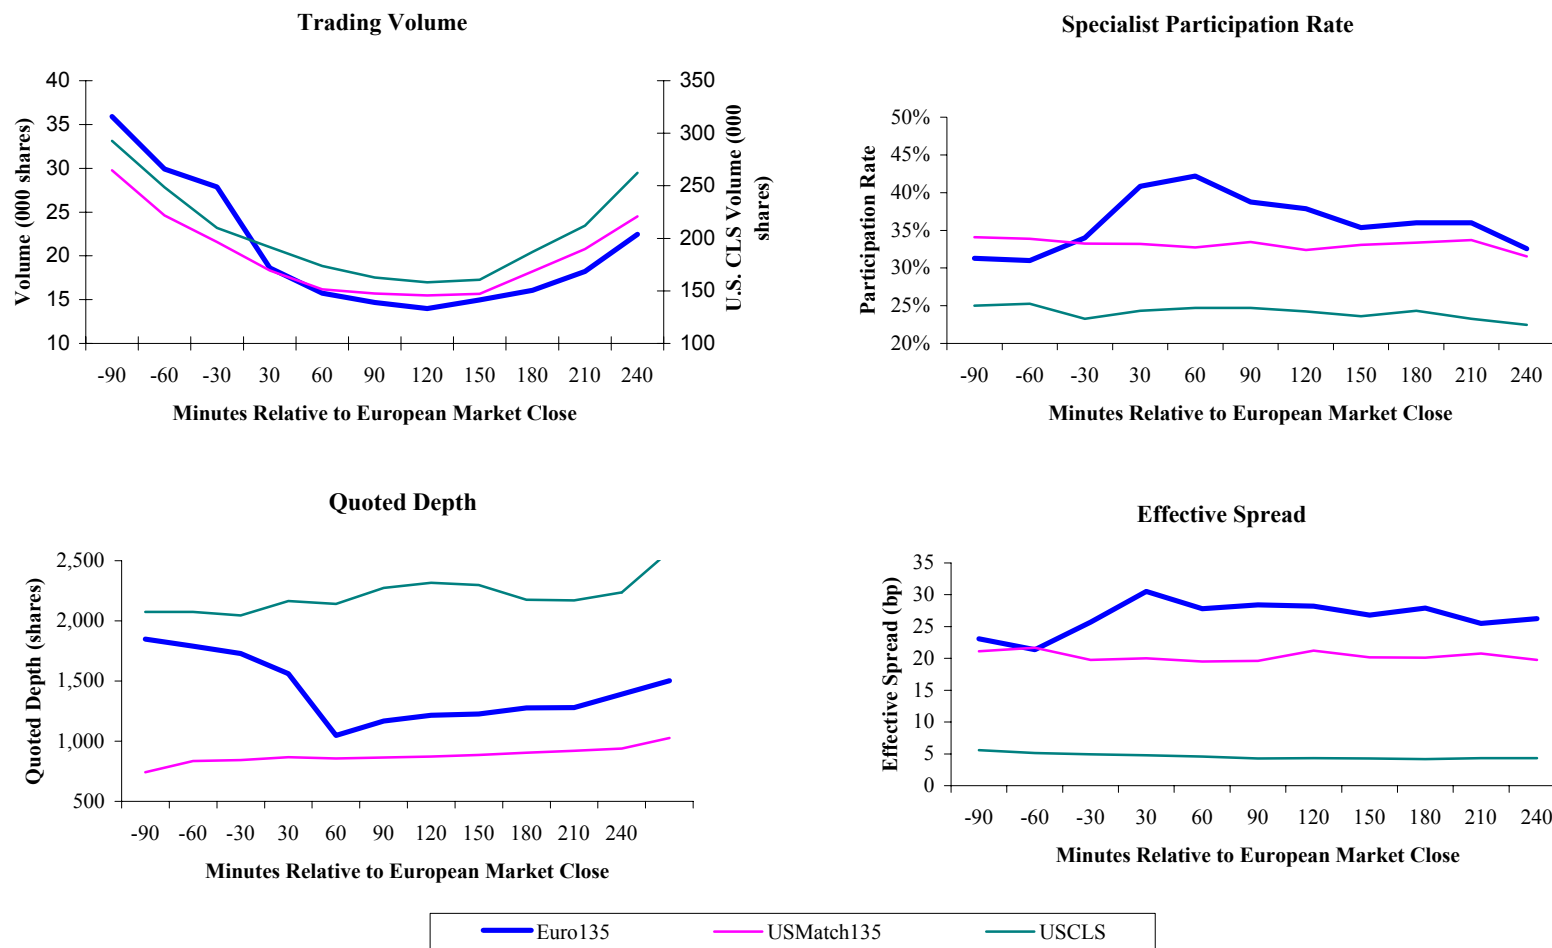 Trading Volume
Volume (000 shares)
40
35
30
25
20
15
10
350
300
250
200
150
100
U.S. CLS Volume (000
shares)
-90 -60 -30 30 60 90 120 150 180 210 240
Minutes Relative to European Market Close
Specialist Participation Rate
Participation Rate
50%
45%
40%
35%
30%
25%
20%
-90 -60 -30 30 60 90 120 150 180 210 240
Minutes Relative to European Market Close
Quoted Depth
Quoted Depth (shares)
2,500
2,000
1,500
1,000
500
-90 -60 -30 30 60 90 120 150 180 210 240
Minutes Relative to European Market Close
Effective Spread
Effective Spread (bp)
35
30
25
20
15
10
5
0
-90 -60 -30 30 60 90 120 150 180 210 240
Minutes Relative to European Market Close
Euro135 USMatch135 USCLS